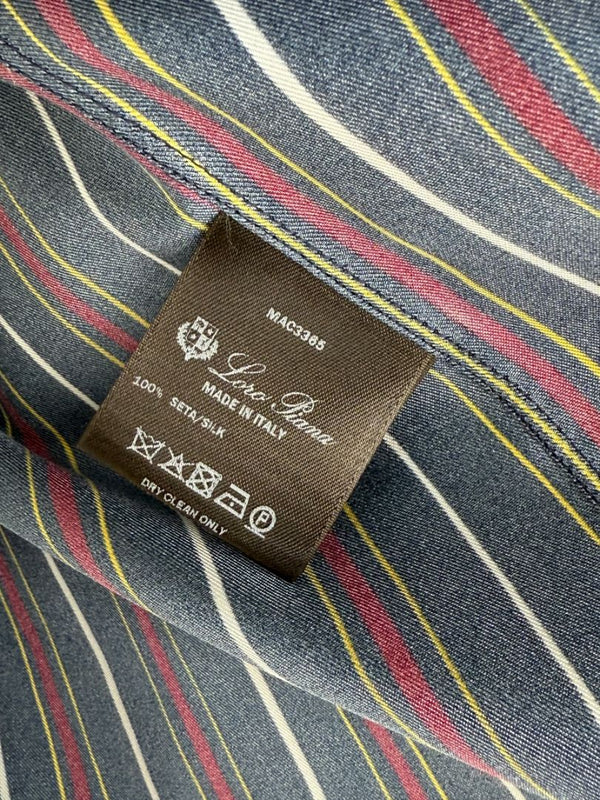 MAC3365
Loro Piana
MADE IN ITALY
100% SETA/SILK
DRY CLEAN ONLY
P